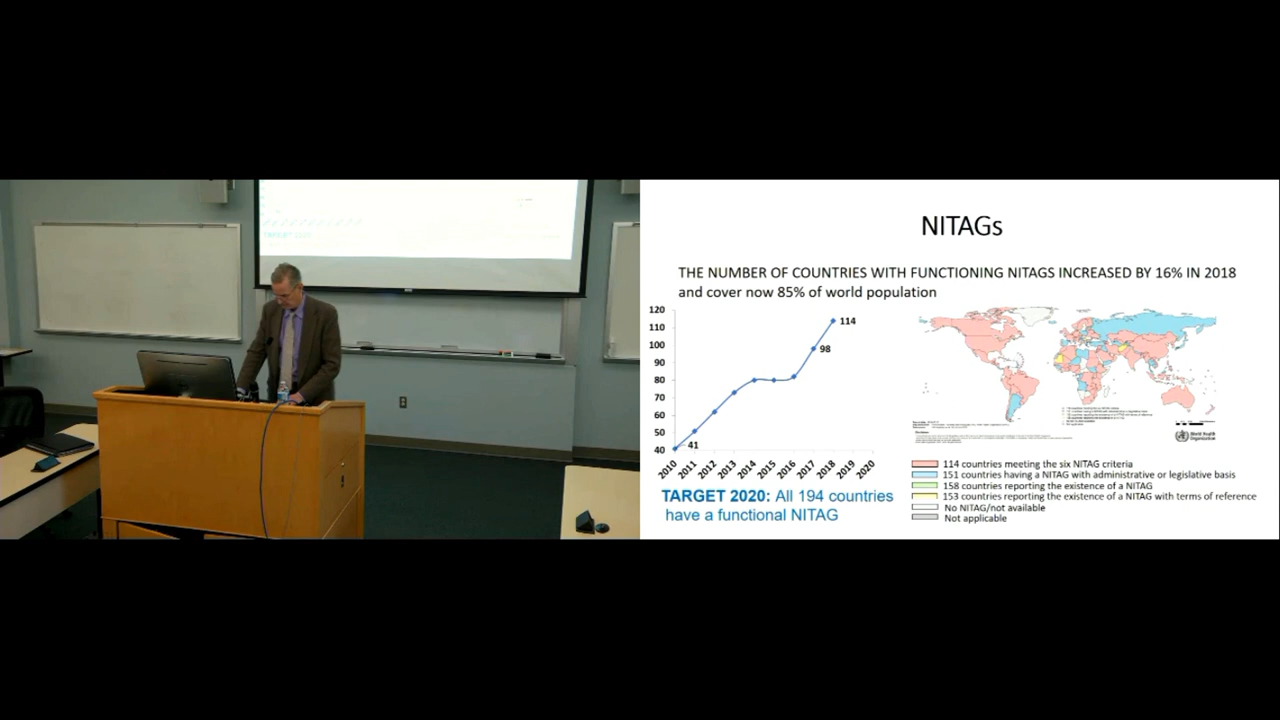 NITAGs
THE NUMBER OF COUNTRIES WITH FUNCTIONING NITAGS INCREASED BY 16% IN 2018
and cover now 85% of world population
120
110
100
90
80
70
60
50
40
114
98
41
2010
2011
2012
2013
2014
2015
2016
2017
2018
2019
2020
TARGET 2020: All 194 countries
have a functional NITAG
World Health
Organization
114 countries meeting the six NITAG criteria
151 countries having a NITAG with administrative or legislative basis
158 countries reporting the existence of a NITAG
153 countries reporting the existence of a NITAG with terms of reference
No NITAG/not available
Not applicable